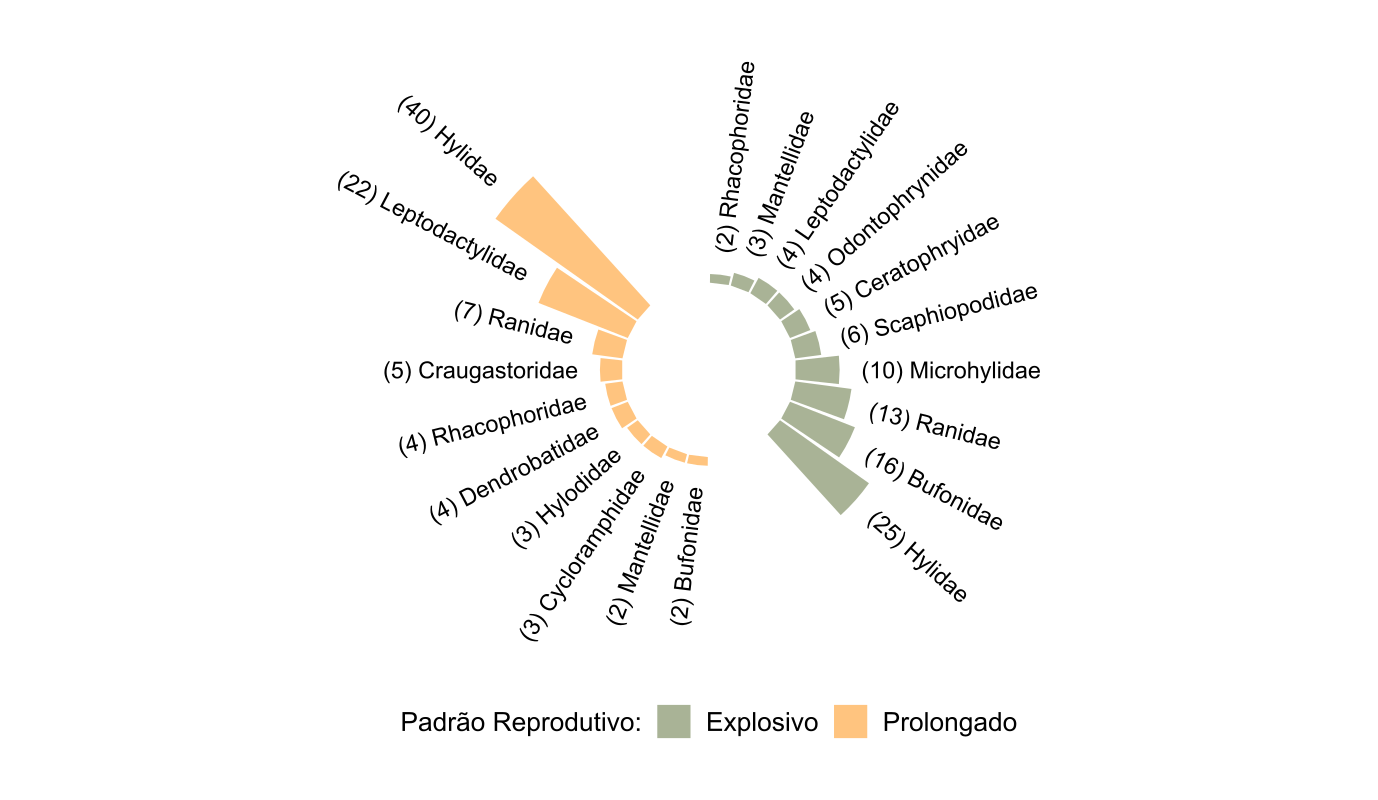 (2) Rhacophoridae
(3) Mantellidae
(4) Leptodactylidae
(4) Odontophrynidae
(5) Ceratophryidae
(6) Scaphiopodidae
(10) Microhylidae
(13) Ranidae
(16) Bufonidae
(25) Hylidae
(2) Bufonidae
(2) Mantellidae
(3) Cycloramphidae
(3) Hylodidae
(4) Dendrobatidae
(4) Rhacophoridae
(5) Craugastoridae
(7) Ranidae
(22) Leptodactylidae
(40) Hylidae
Padrão Reprodutivo: Explosivo Prolongado